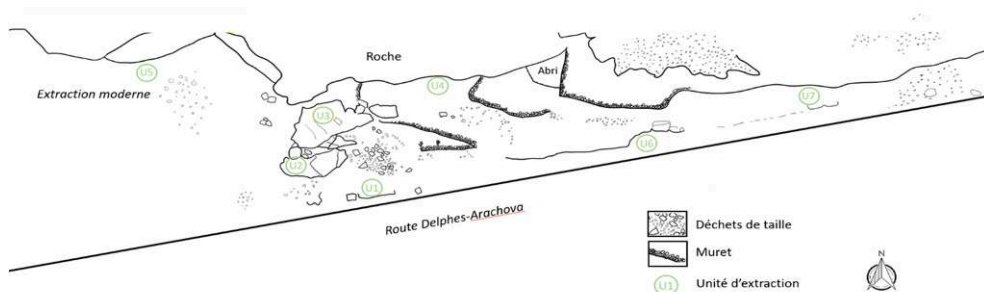 Roche
Abri
U5
U4
U7
Extraction moderne
U3
U6
U2
U1
Route Delphes-Arachova
Déchets de taille
Muret
U1 Unité d'extraction
N